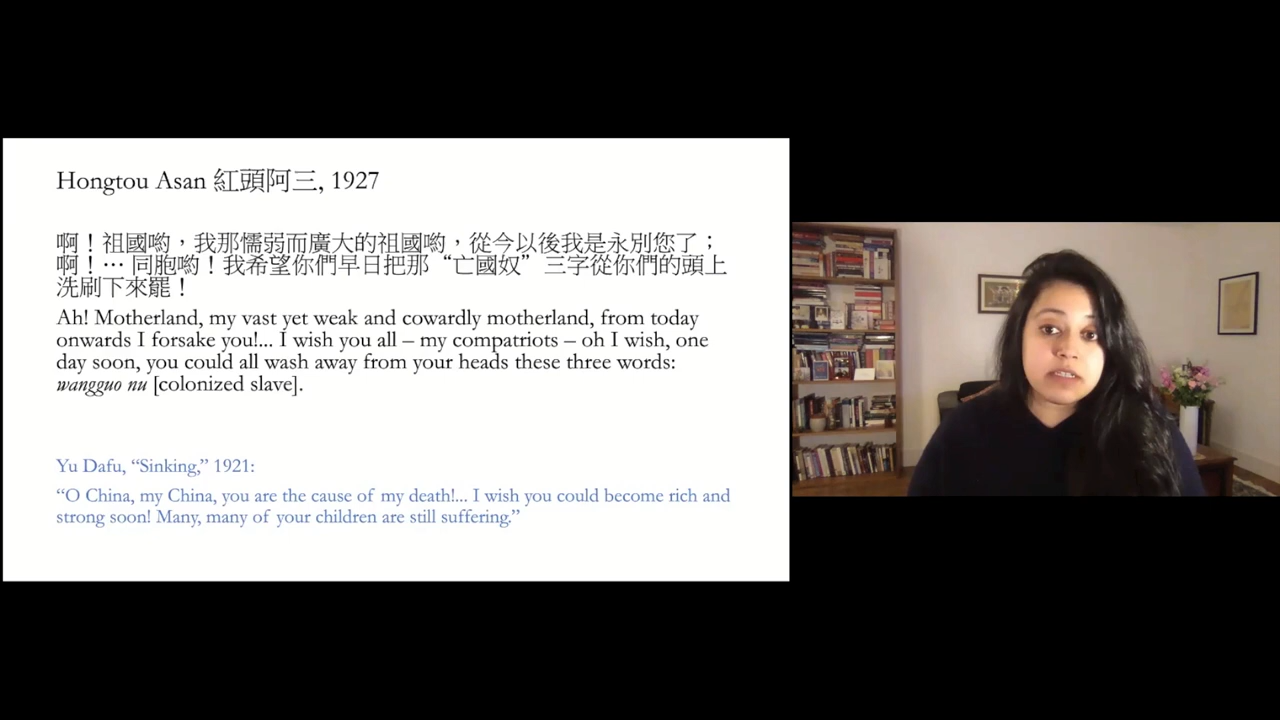 Hongtou Asan 紅頭阿三, 1927
啊！祖國喲，我那懦弱而廣大的祖國喲，從今以後我是永別您了；
啊！… 同胞喲！我希望你們早日把那“亡國奴” 三字從你們的頭上
洗刷下來罷！
Ah! Motherland, my vast yet weak and cowardly motherland, from today
onwards I forsake you!... I wish you all – my compatriots – oh I wish, one
day soon, you could all wash away from your heads these three words:
wangguo nu [colonized slave].
Yu Dafu, “Sinking,” 1921:
“O China, my China, you are the cause of my death!... I wish you could become rich and
strong soon! Many, many of your children are still suffering.”